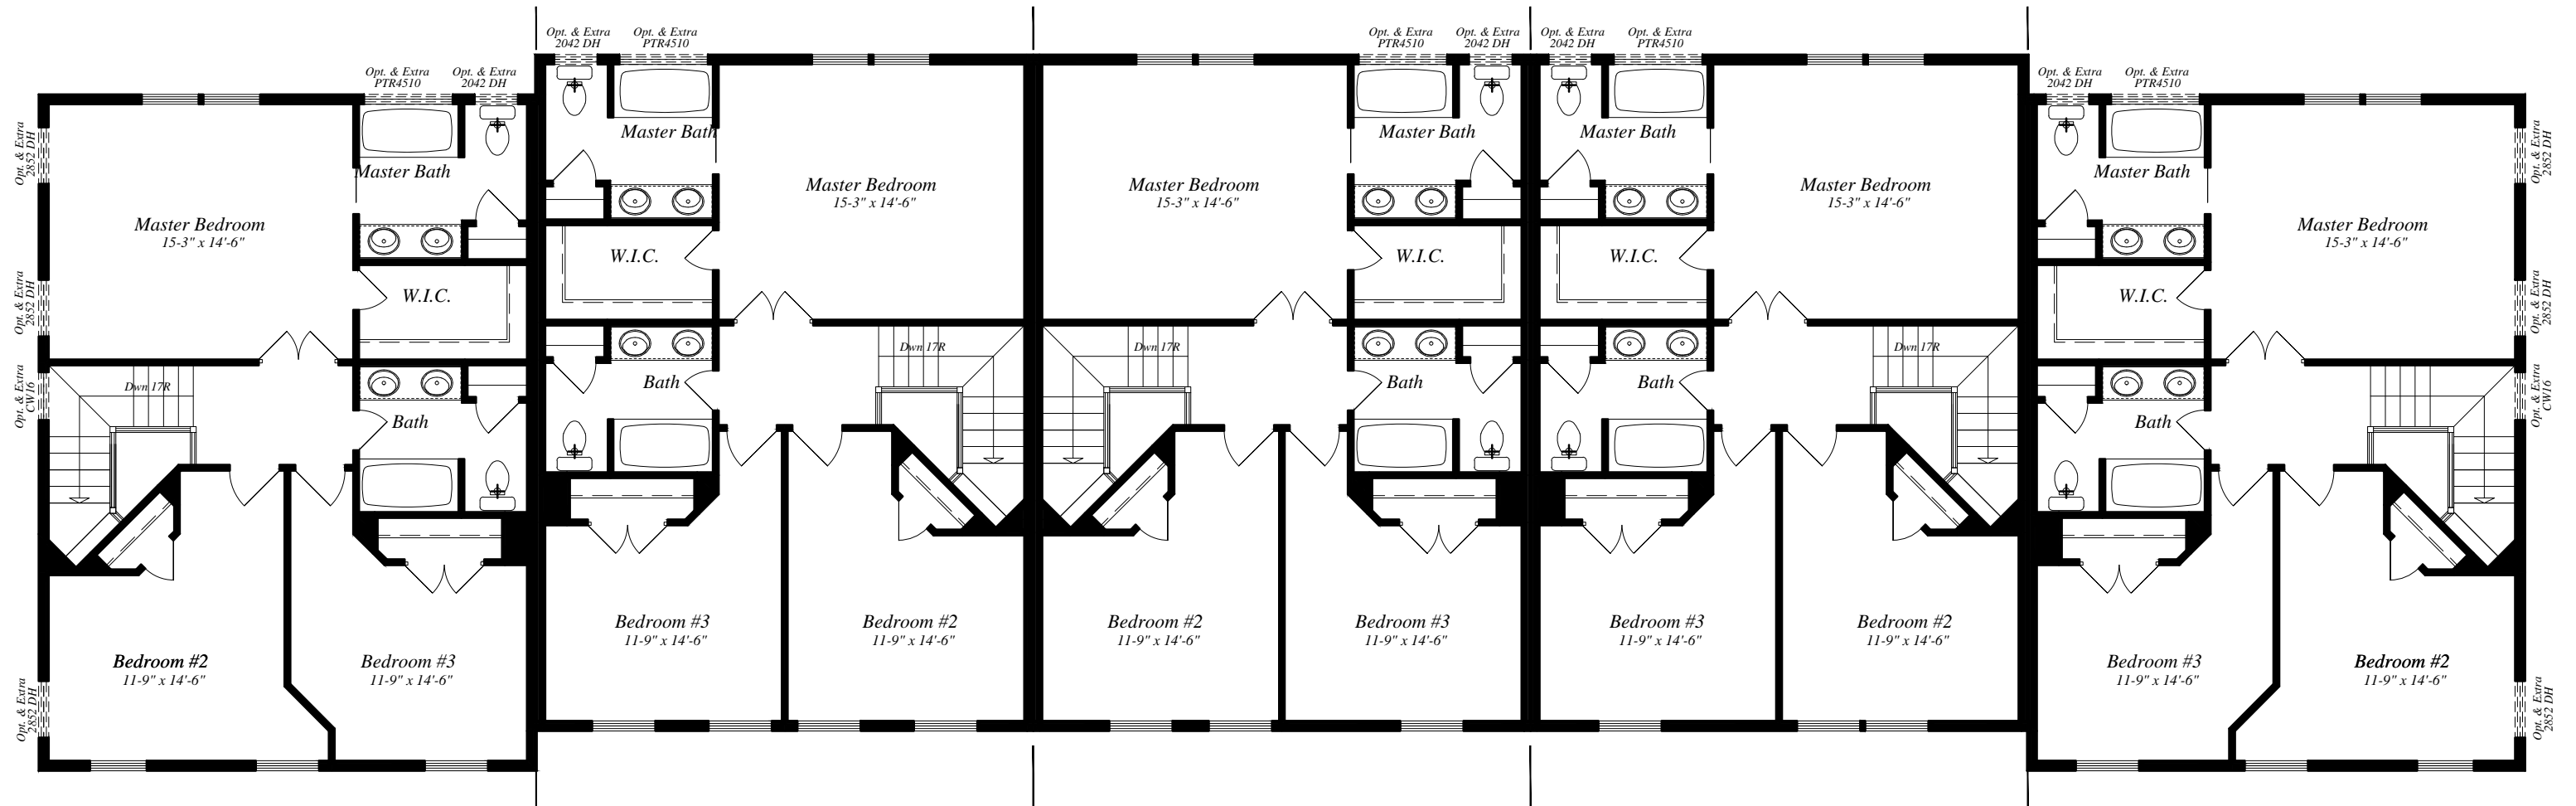 Opt. & Extra
PTR4510
Opt. & Extra
2042 DH
Opt. & Extra
2852 DH
Master Bath
Master Bedroom
15-3" x 14'-6"
W.I.C.
Opt. & Extra
2852 DH
Opt. & Extra
CW16
Dwn 17R
Bath
Bedroom #2
11-9" x 14'-6"
Bedroom #3
11-9" x 14'-6"
Opt. & Extra
2852 DH
Opt. & Extra
2042 DH
Opt. & Extra
PTR4510
Master Bath
Master Bedroom
15-3" x 14'-6"
W.I.C.
Dwn 17R
Bath
Bedroom #3
11-9" x 14'-6"
Bedroom #2
11-9" x 14'-6"
Opt. & Extra
PTR4510
Opt. & Extra
2042 DH
Master Bath
Master Bedroom
15-3" x 14'-6"
W.I.C.
Dwn 17R
Bath
Bedroom #2
11-9" x 14'-6"
Bedroom #3
11-9" x 14'-6"
Opt. & Extra
2042 DH
Opt. & Extra
PTR4510
Master Bath
Master Bedroom
15-3" x 14'-6"
W.I.C.
Dwn 17R
Bath
Bedroom #3
11-9" x 14'-6"
Bedroom #2
11-9" x 14'-6"
Opt. & Extra
2042 DH
Opt. & Extra
PTR4510
Opt. & Extra
2852 DH
Master Bath
Master Bedroom
15-3" x 14'-6"
W.I.C.
Opt. & Extra
2852 DH
Opt. & Extra
CW16
Dwn 17R
Bath
Bedroom #3
11-9" x 14'-6"
Bedroom #2
11-9" x 14'-6"
Opt. & Extra
2852 DH